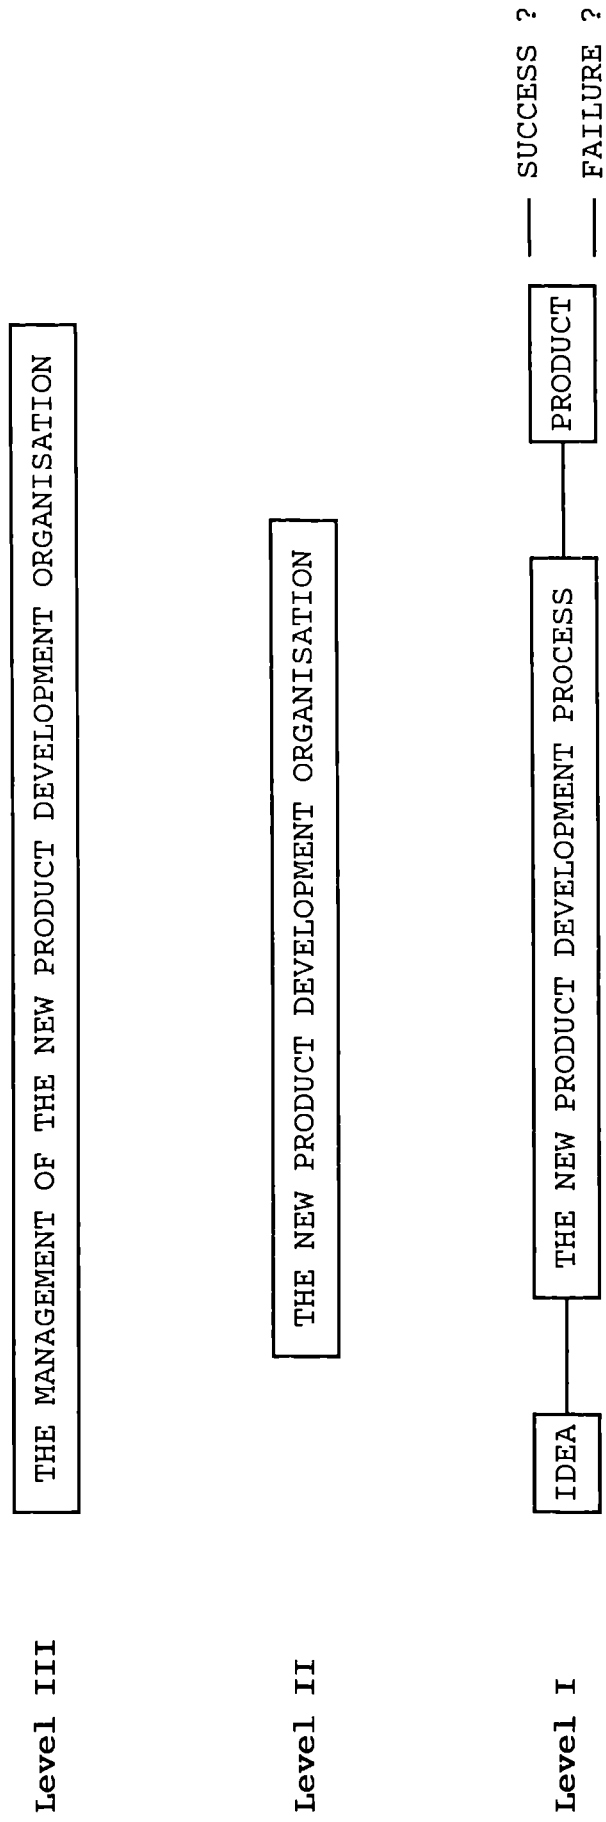 Level III
THE MANAGEMENT OF THE NEW PRODUCT DEVELOPMENT ORGANISATION
Level II
THE NEW PRODUCT DEVELOPMENT ORGANISATION
Level I
IDEA
THE NEW PRODUCT DEVELOPMENT PROCESS
PRODUCT
SUCCESS ?
FAILURE ?